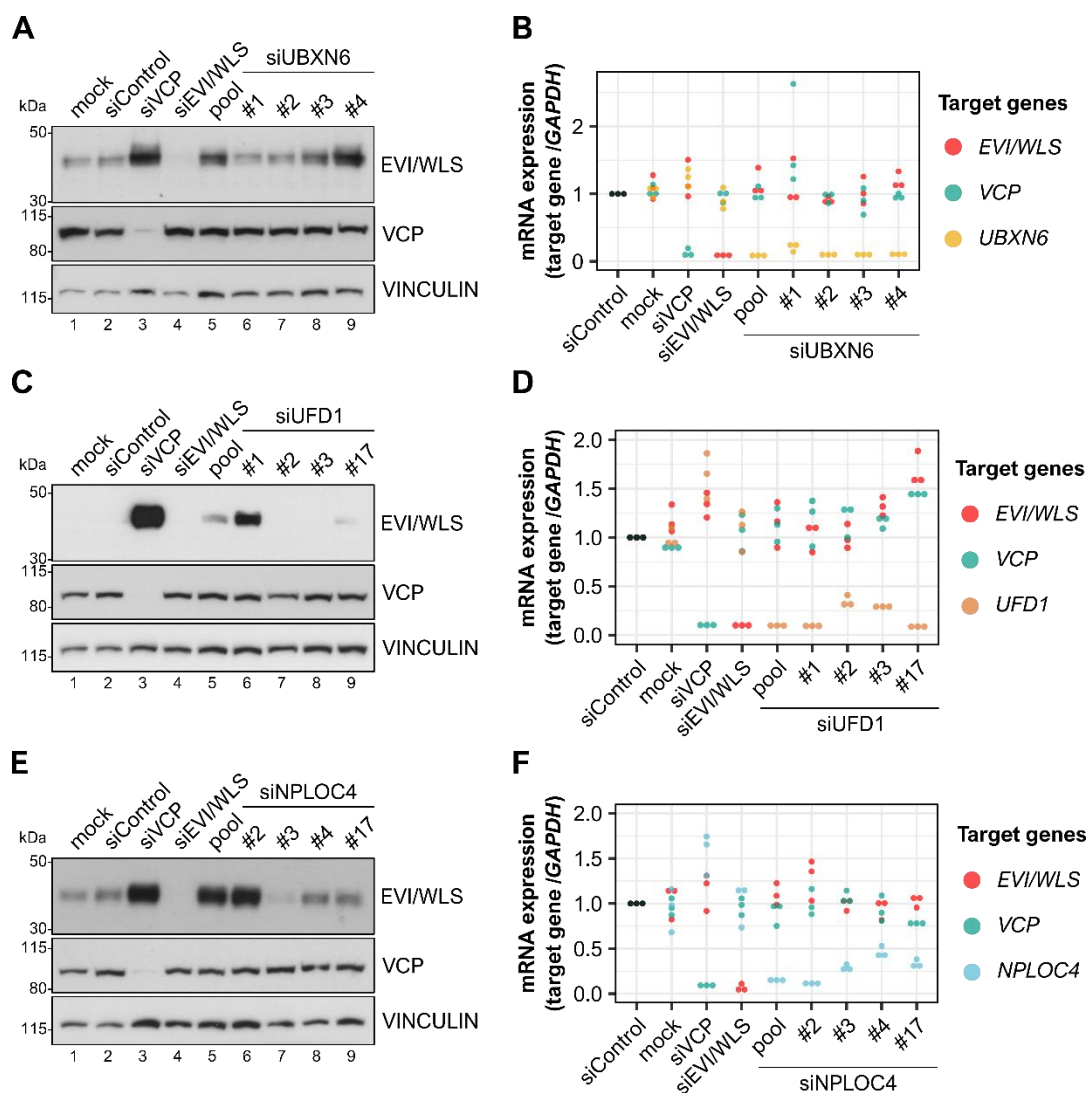 A
siUBXN6
mock
siControl
siVCP
siEVI/WLS
pool
#1
#2
#3
#4
kDa
50
EVI/WLS
30
115
VCP
80
VINCULIN
115
1 2 3 4 5 6 7 8 9
B
mRNA expression
(target gene /GAPDH)
2
1
0
siControl
mock
siVCP
siEVI/WLS
pool
#1
#2
#3
#4
siUBXN6
Target genes
EVI/WLS
VCP
UBXN6
C
siUFD1
mock
siControl
siVCP
siEVI/WLS
pool
#1
#2
#3
#17
kDa
50
EVI/WLS
30
115
VCP
80
VINCULIN
115
1 2 3 4 5 6 7 8 9
D
mRNA expression
(target gene /GAPDH)
2.0
1.5
1.0
0.5
0.0
siControl
mock
siVCP
siEVI/WLS
pool
#1
#2
#3
#17
siUFD1
Target genes
EVI/WLS
VCP
UFD1
E
siNPLOC4
mock
siControl
siVCP
siEVI/WLS
pool
#2
#3
#4
#17
kDa
50
EVI/WLS
30
115
VCP
80
VINCULIN
115
1 2 3 4 5 6 7 8 9
F
mRNA expression
(target gene /GAPDH)
2.0
1.5
1.0
0.5
0.0
siControl
mock
siVCP
siEVI/WLS
pool
#2
#3
#4
#17
siNPLOC4
Target genes
EVI/WLS
VCP
NPLOC4